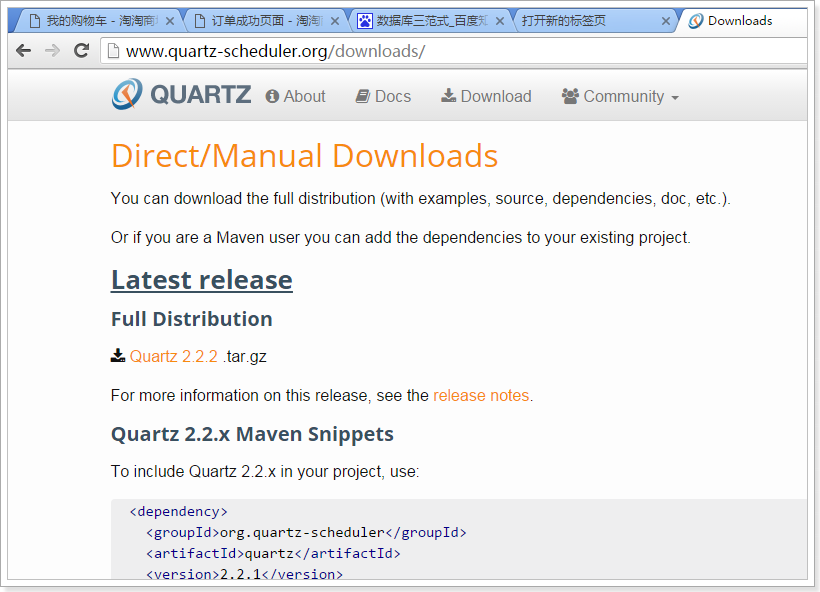 我的购物车 - 淘淘商
订单成功页面 - 淘淘
数据库三范式_百度知
打开新的标签页
Downloads
www.quartz-scheduler.org/downloads/
QUARTZ About Docs Download Community
Direct/Manual Downloads
You can download the full distribution (with examples, source, dependencies, doc, etc.).
Or if you are a Maven user you can add the dependencies to your existing project.
Latest release
Full Distribution
Quartz 2.2.2 .tar.gz
For more information on this release, see the release notes.
Quartz 2.2.x Maven Snippets
To include Quartz 2.2.x in your project, use:
<dependency>
<groupId>org.quartz-scheduler</groupId>
<artifactId>quartz</artifactId>
<version>2.2.1</version>